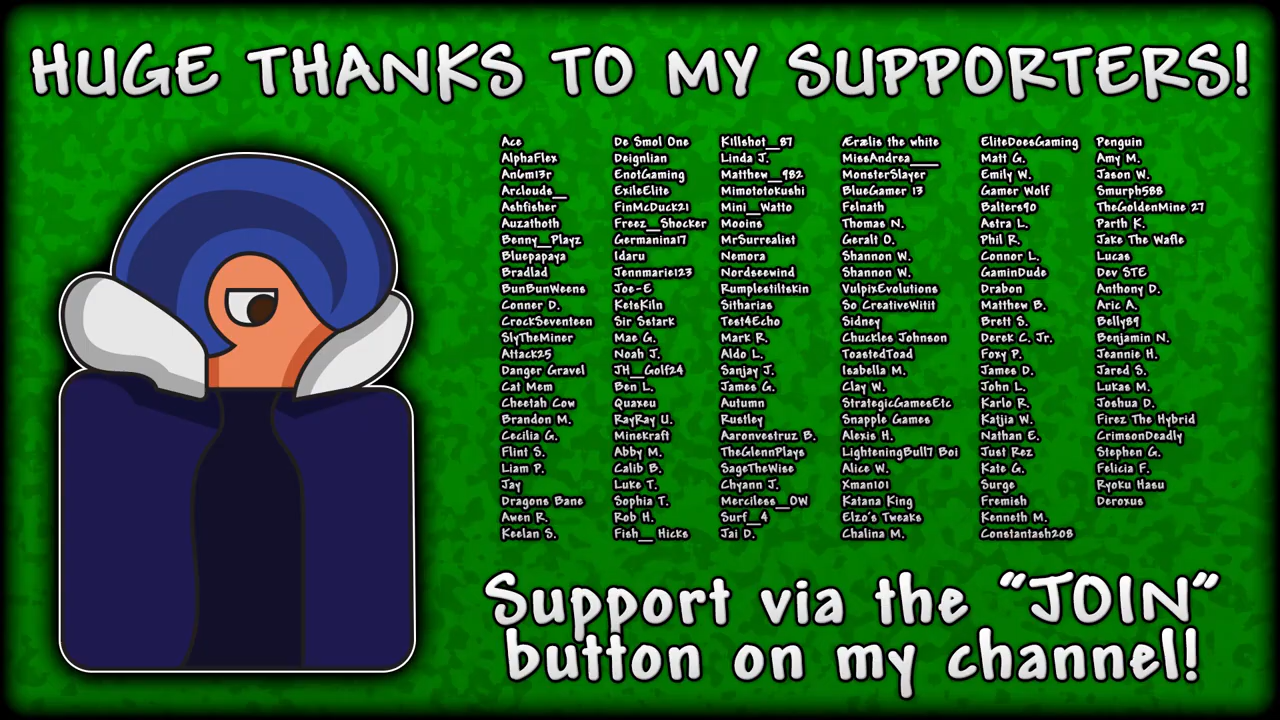 HUGE THANKS TO MY SUPPORTERS!
Ace
AlphaFlex
An6m13r
Arclouds__
Ashfisher
Auzathoth
Benny__Playz
Bluepapaya
Bradlad
BunBunWeens
Conner D.
CrockSeventeen
SlyTheMiner
Attack25
Danger Gravel
Cat Mem
Cheetah Cow
Brandon M.
Cecilia G.
Flint S.
Liam P.
Jay
Dragons Bane
Awen R.
Keelan S.
De Smol One
Deignlian
EnotGaming
ExileElite
FinMcDuck21
Freez__Shocker
Germanina17
Idaru
Jennmarie123
Joe-E
KetsKiln
Sir Sstark
Mae G.
Noah J.
JH__Golf24
Ben L.
Quaxeu
RayRay U.
Minekraft
Abby M.
Calib B.
Luke T.
Sophia T.
Rob H.
Fish__ Hicks
K1llshot__87
Linda J.
Matthew__982
Mimototokushi
Mini__Watto
Mooins
MrSurrealist
Nemora
Nordseewind
Rumplestiltskin
Sitharias
Test4Echo
Mark R.
Aldo L.
Sanjay J.
James G.
Autumn
Rustley
Aaronvestruz B.
TheGlennPlays
SageTheWise
Chyann J.
Merciless__OW
Surf__4
Jai D.
Ærælis the white
MissAndrea____
MonsterSlayer
BlueGamer 13
Felnath
Thomas N.
Geralt O.
Shannon W.
Shannon W.
VulpixEvolutions
So CreativeWitit
Sidney
Chuckles Johnson
ToastedToad
Isabella M.
Clay W.
StrategicGamesEtc
Snapple Games
Alexis H.
LighteningBull7 Boi
Alice W.
Xman101
Katana King
Elzo's Tweaks
Chalina M.
EliteDoesGaming
Matt G.
Emily W.
Gamer Wolf
Balters90
Astra L.
Phil R.
Connor L.
GaminDude
Drabon
Matthew B.
Brett S.
Derek C. Jr.
Foxy P.
James D.
John L.
Karlo R.
Katjia W.
Nathan E.
Just Rez
Kate G.
Surge
Fremish
Kenneth M.
Constantash208
Penguin
Amy M.
Jason W.
Smurph588
TheGoldenMine 27
Parth K.
Jake The Wafle
Lucas
Dev STE
Anthony D.
Aric A.
Belly89
Benjamin N.
Jeannie H.
Jared S.
Lukas M.
Joshua D.
Firez The Hybrid
CrimsonDeadly
Stephen G.
Felicia F.
Ryoku Hasu
Deroxus
Support via the "JOIN"
button on my channel!